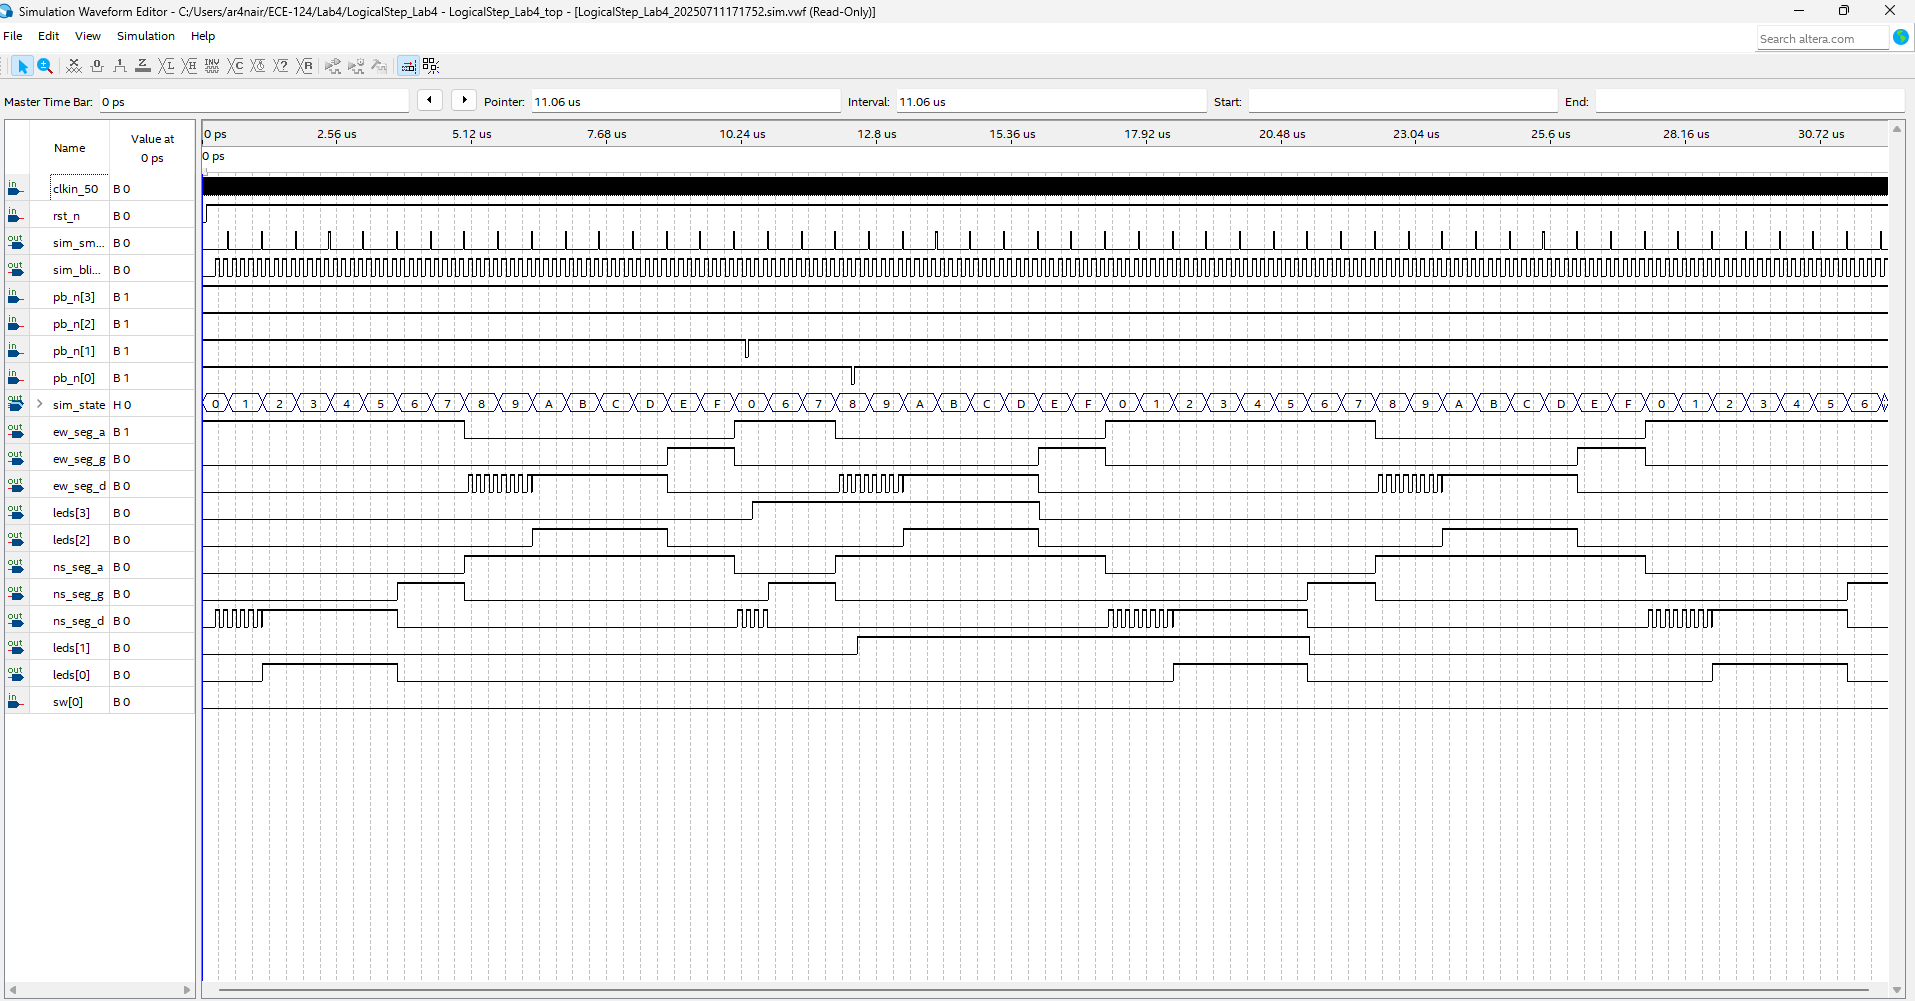 Simulation Waveform Editor - C:/Users/ar4nair/ECE-124/Lab4/LogicalStep_Lab4 - LogicalStep_Lab4_top - [LogicalStep_Lab4_20250711171752.sim.vwf (Read-Only)]
File Edit View Simulation Help
Search altera.com
Master Time Bar: 0 ps Pointer: 11.06 us Interval: 11.06 us Start: End:
Name Value at 0 ps
0 ps 2.56 us 5.12 us 7.68 us 10.24 us 12.8 us 15.36 us 17.92 us 20.48 us 23.04 us 25.6 us 28.16 us 30.72 us
0 ps
in clkin_50 B 0
in rst_n B 0
out sim_sm... B 0
out sim_bli... B 0
in pb_n[3] B 1
in pb_n[2] B 1
in pb_n[1] B 1
in pb_n[0] B 1
out sim_state H 0 0 1 2 3 4 5 6 7 8 9 A B C D E F 0 6 7 8 9 A B C D E F 0 1 2 3 4 5 6 7 8 9 A B C D E F 0 1 2 3 4 5 6
out ew_seg_a B 1
out ew_seg_g B 0
out ew_seg_d B 0
out leds[3] B 0
out leds[2] B 0
out ns_seg_a B 0
out ns_seg_g B 0
out ns_seg_d B 0
out leds[1] B 0
out leds[0] B 0
in sw[0] B 0